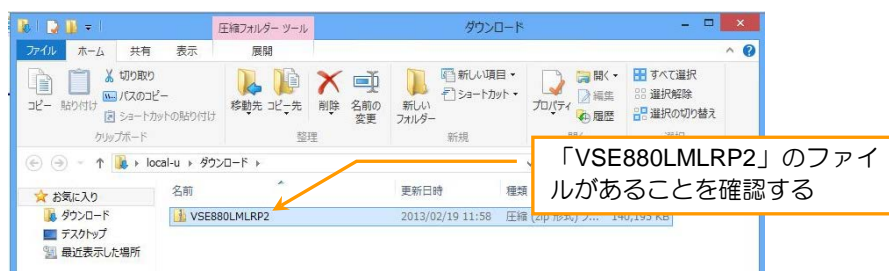 圧縮フォルダー ツール
ダウンロード
ファイル ホーム 共有 表示 展開
コピー
貼り付け
切り取り
パスのコピー
ショートカットの貼り付け
クリップボード
移動先
コピー先
削除
名前の
変更
整理
新しい
フォルダー
新しい項目
ショートカット
新規
プロパティ
開く
編集
履歴
すべて選択
選択解除
選択の切り替え
local-u ダウンロード
「VSE880LMLRP2」のファイ
ルがあることを確認する
お気に入り
ダウンロード
デスクトップ
最近表示した場所
名前 更新日時 種類
VSE880LMLRP2 2013/02/19 11:58 圧縮 (zip 形式) フ...